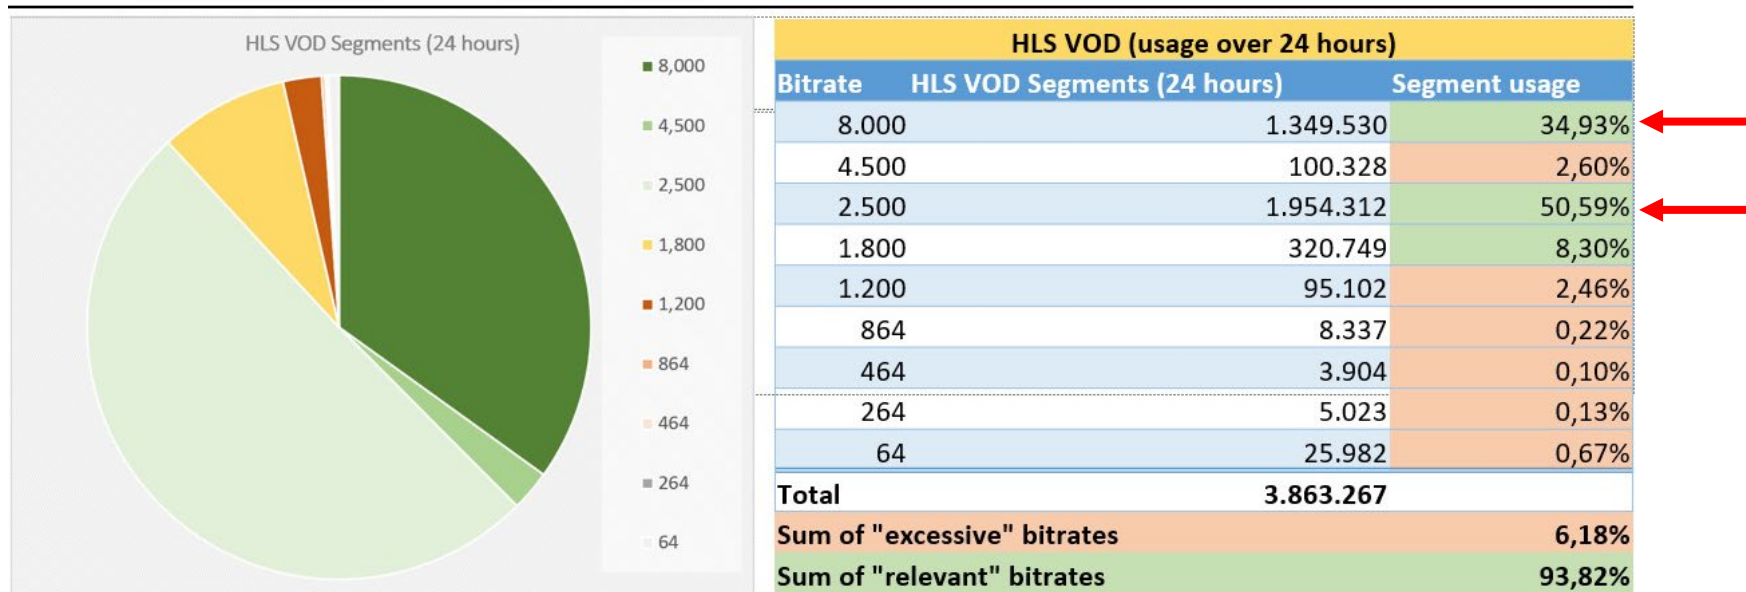 HLS VOD Segments (24 hours)
8,000
4,500
2,500
1,800
1,200
864
464
264
64
HLS VOD (usage over 24 hours)
Bitrate HLS VOD Segments (24 hours) Segment usage
8.000 1.349.530 34,93%
4.500 100.328 2,60%
2.500 1.954.312 50,59%
1.800 320.749 8,30%
1.200 95.102 2,46%
864 8.337 0,22%
464 3.904 0,10%
264 5.023 0,13%
64 25.982 0,67%
Total 3.863.267
Sum of "excessive" bitrates 6,18%
Sum of "relevant" bitrates 93,82%